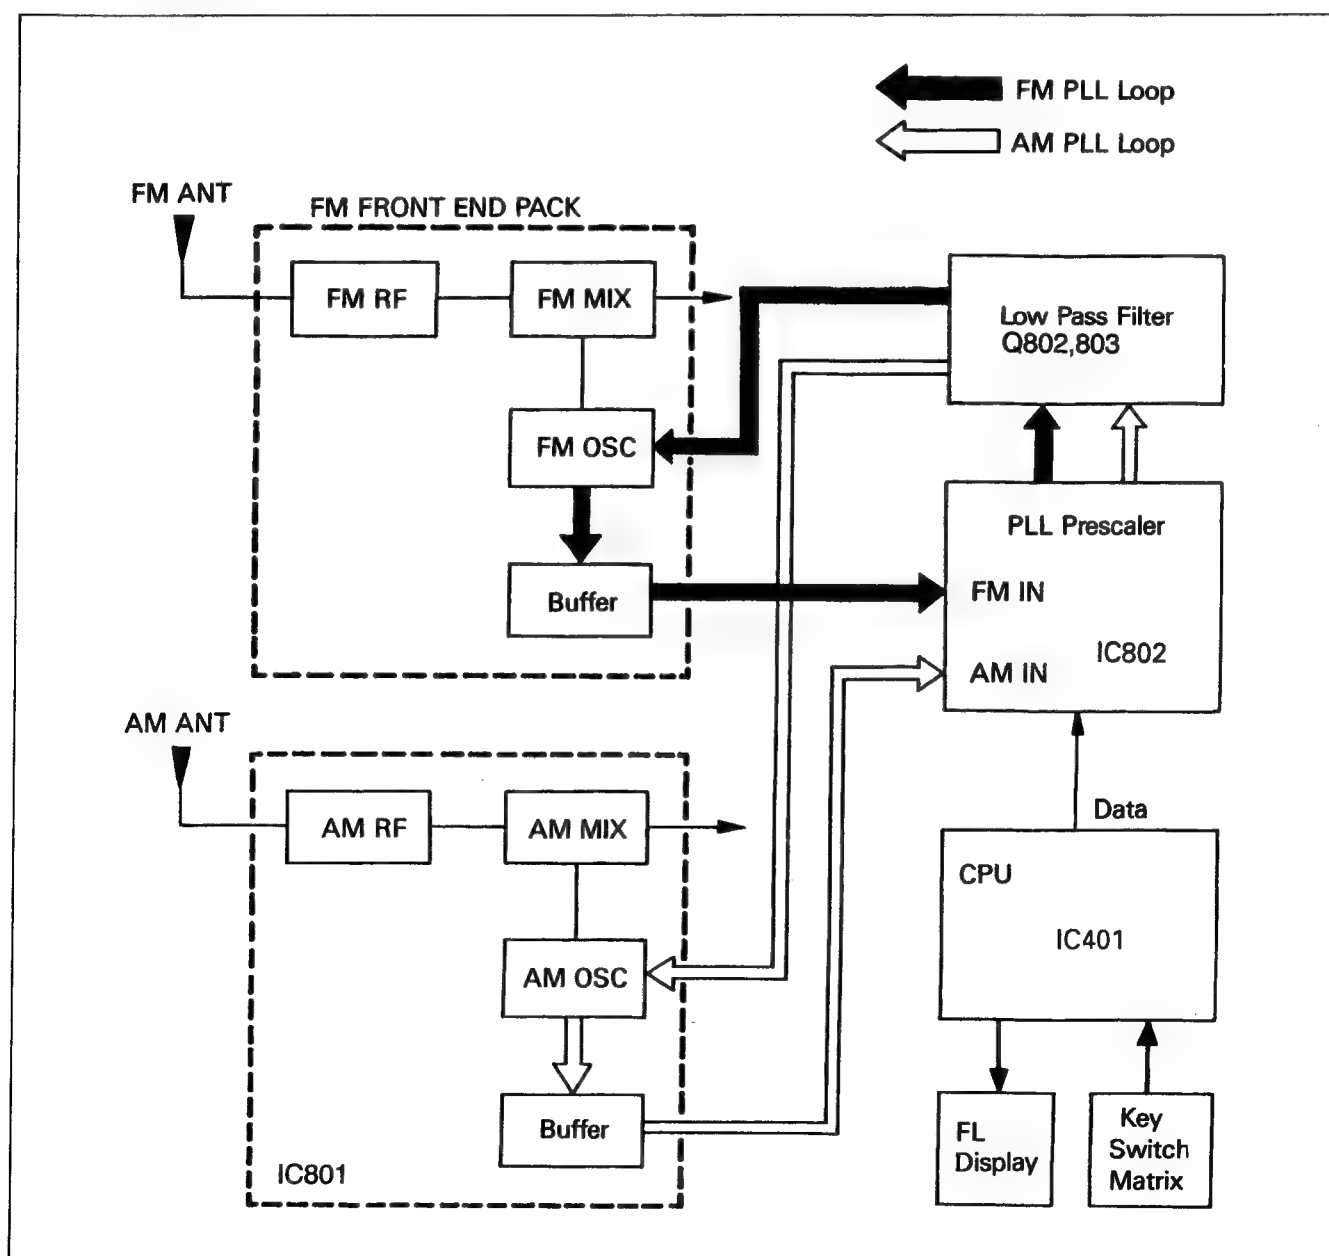 FM PLL Loop
AM PLL Loop
FM ANT
FM FRONT END PACK
FM RF
FM MIX
Low Pass Filter
Q802,803
FM OSC
PLL Prescaler
Buffer
FM IN
IC802
AM IN
AM ANT
AM RF
AM MIX
Data
CPU
IC401
AM OSC
Buffer
IC801
FL
Display
Key
Switch
Matrix